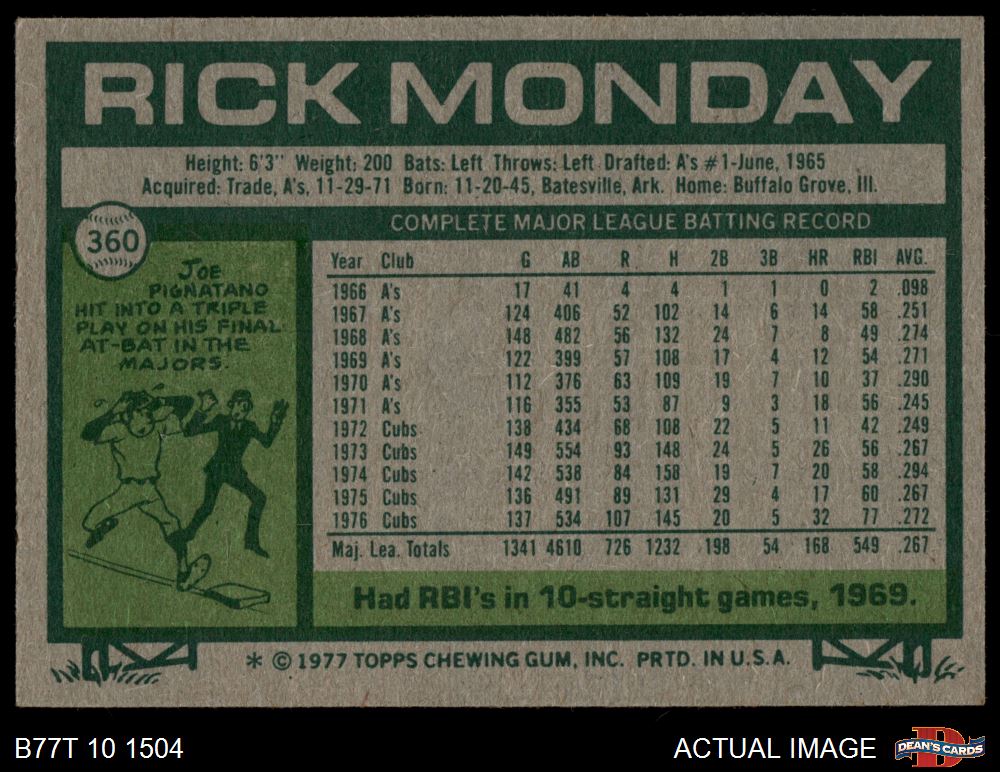 RICK MONDAY
Height: 6'3" Weight: 200 Bats: Left Throws: Left Drafted: A's #1-June, 1965
Acquired: Trade, A's, 11-29-71 Born: 11-20-45, Batesville, Ark. Home: Buffalo Grove, Ill.
360
JOE
PIGNATANO
HIT INTO A TRIPLE
PLAY ON HIS FINAL
AT-BAT IN THE
MAJORS.
COMPLETE MAJOR LEAGUE BATTING RECORD
Year Club G AB R H 2B 3B HR RBI AVG.
1966 A's 17 41 4 4 1 1 0 2 .098
1967 A's 124 406 52 102 14 6 14 58 .251
1968 A's 148 482 56 132 24 7 8 49 .274
1969 A's 122 399 57 108 17 4 12 54 .271
1970 A's 112 376 63 109 19 7 10 37 .290
1971 A's 116 355 53 87 9 3 18 56 .245
1972 Cubs 138 434 68 108 22 5 11 42 .249
1973 Cubs 149 554 93 148 24 5 26 56 .267
1974 Cubs 142 538 84 158 19 7 20 58 .294
1975 Cubs 136 491 89 131 29 4 17 60 .267
1976 Cubs 137 534 107 145 20 5 32 77 .272
Maj. Lea. Totals 1341 4610 726 1232 198 54 168 549 .267
Had RBI's in 10-straight games, 1969.
* © 1977 TOPPS CHEWING GUM, INC. PRTD. IN U.S.A.
B77T 10 1504
ACTUAL IMAGE
D
DEAN'S CARDS